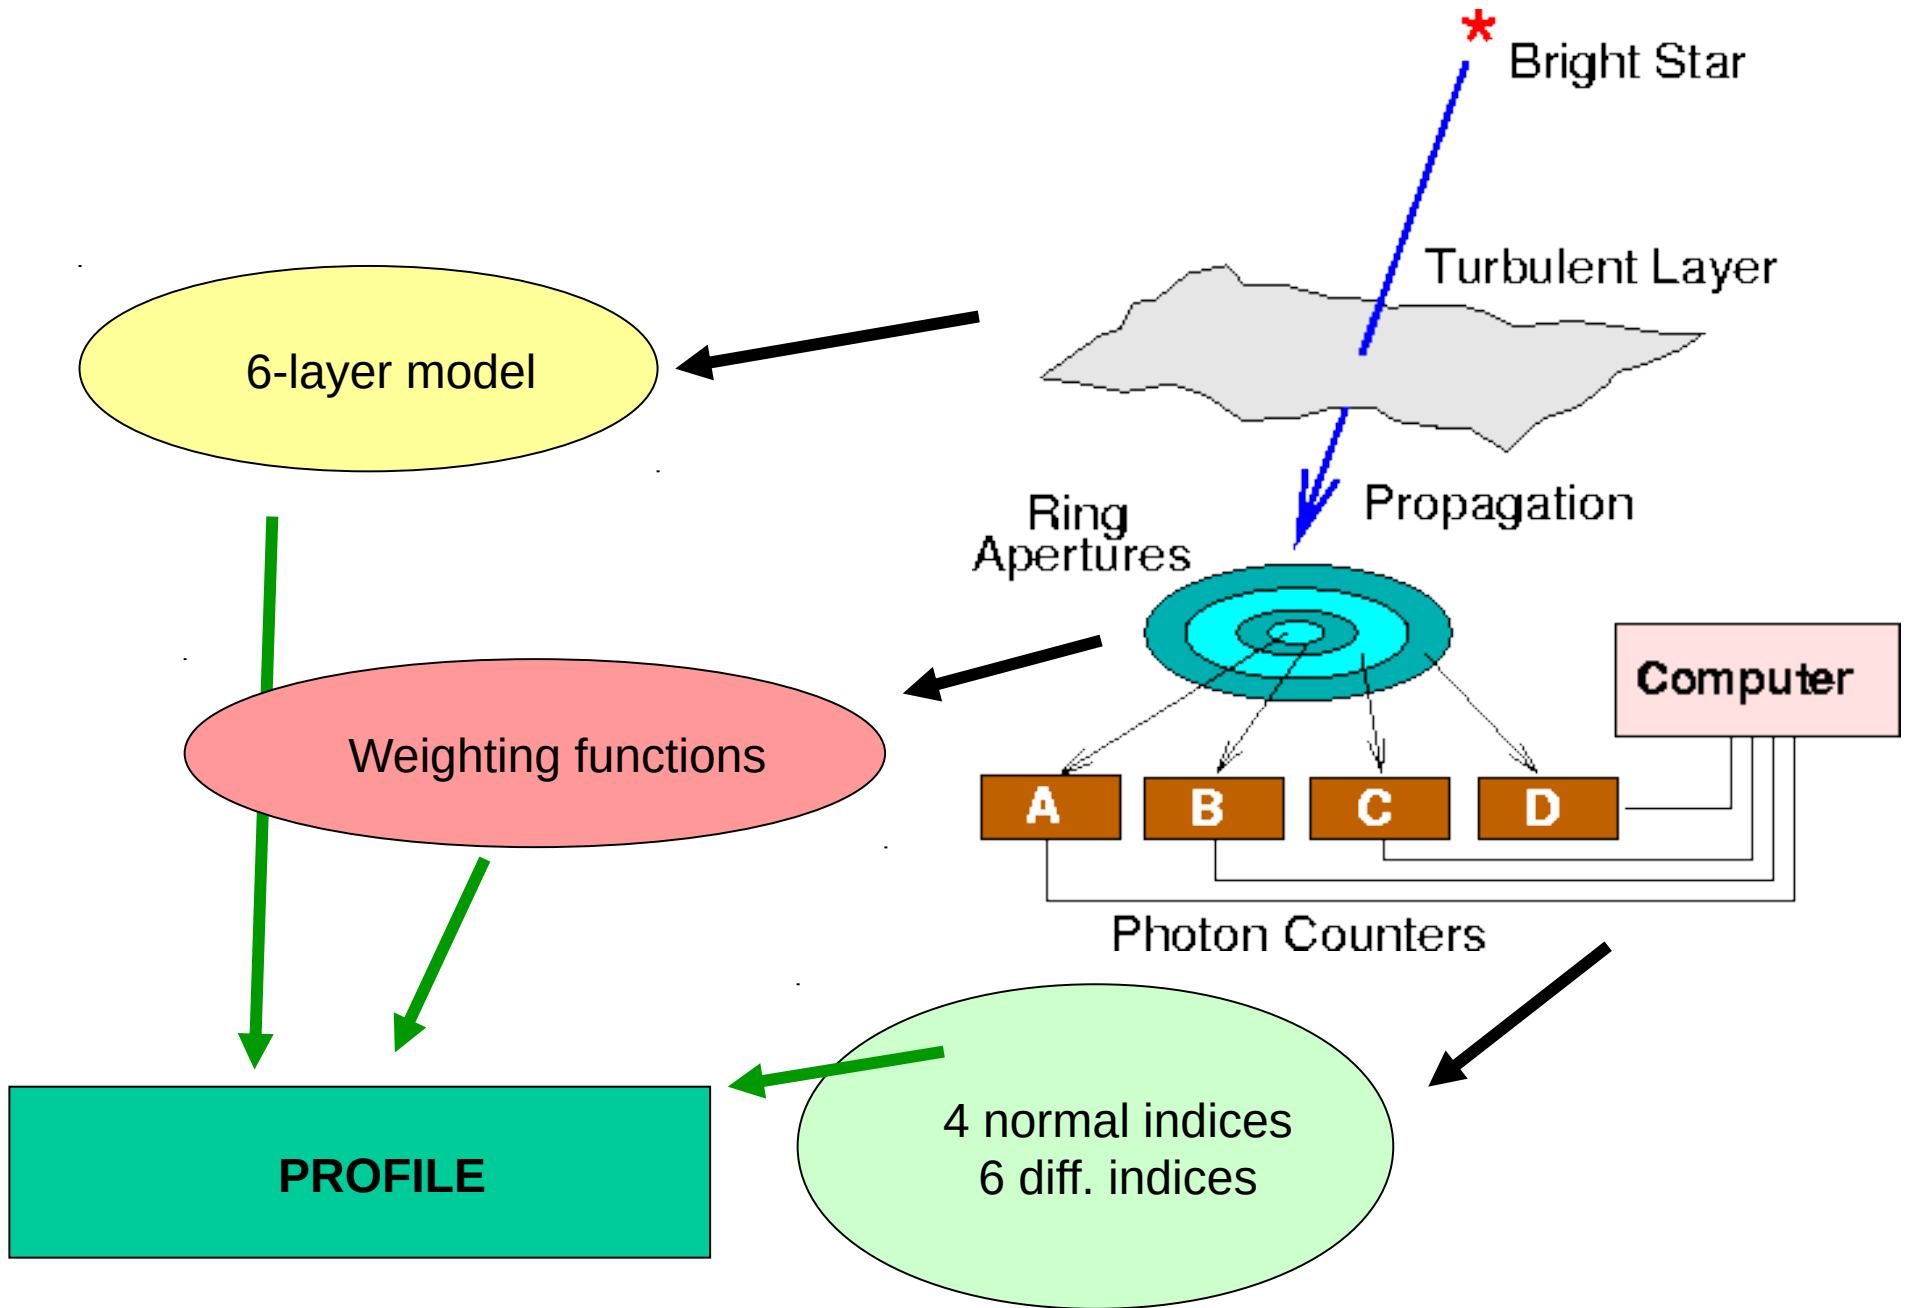 Bright Star
Turbulent Layer
6-layer model
Propagation
Ring
Apertures
Computer
Weighting functions
A B C D
Photon Counters
4 normal indices
6 diff. indices
PROFILE